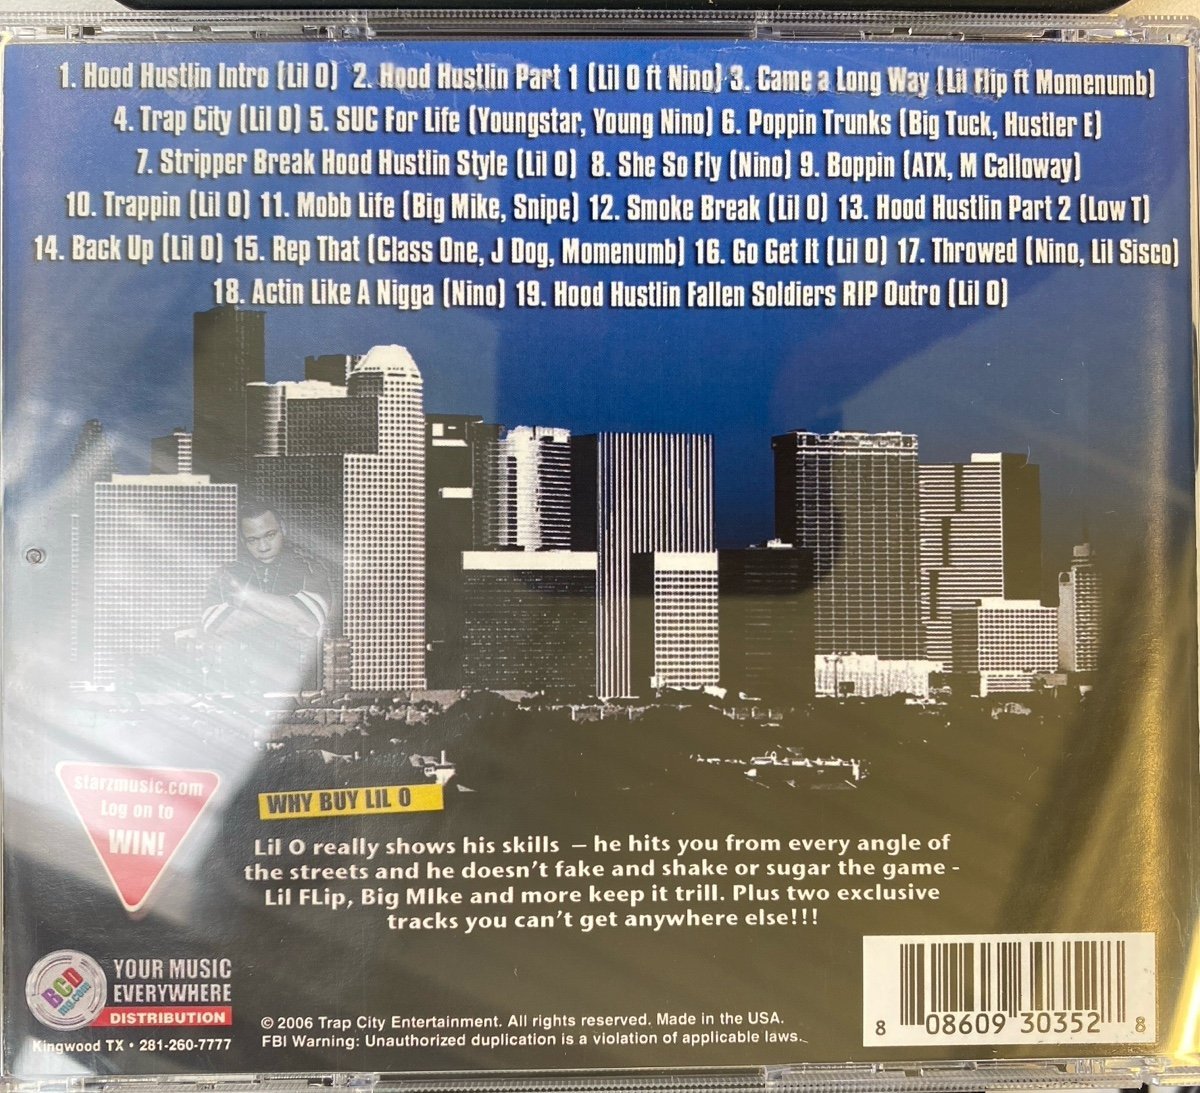 1. Hood Hustlin Intro (Lil O) 2. Hood Hustlin Part 1 (Lil O ft Nino) 3. Came a Long Way (Lil Flip ft Momenumb)
4. Trap City (Lil O) 5. SUC For Life (Youngstar, Young Nino) 6. Poppin Trunks (Big Tuck, Hustler E)
7. Stripper Break Hood Hustlin Style (Lil O) 8. She So Fly (Nino) 9. Boppin (ATX, M Calloway)
10. Trappin (Lil O) 11. Mobb Life (Big Mike, Snipe) 12. Smoke Break (Lil O) 13. Hood Hustlin Part 2 (Low T)
14. Back Up (Lil O) 15. Rep That (Class One, J Dog, Momenumb) 16. Go Get It (Lil O) 17. Throwed (Nino, Lil Sisco)
18. Actin Like A Nigga (Nino) 19. Hood Hustlin Fallen Soldiers RIP Outro (Lil O)
starzmusic.com
Log on to
WIN!
WHY BUY LIL O
Lil O really shows his skills – he hits you from every angle of
the streets and he doesn't fake and shake or sugar the game -
Lil FLip, Big MIke and more keep it trill. Plus two exclusive
tracks you can't get anywhere else!!!
BCD
mg.com
YOUR MUSIC
EVERYWHERE
DISTRIBUTION
Kingwood TX • 281-260-7777
© 2006 Trap City Entertainment. All rights reserved. Made in the USA.
FBI Warning: Unauthorized duplication is a violation of applicable laws.
8 08609 30352 8